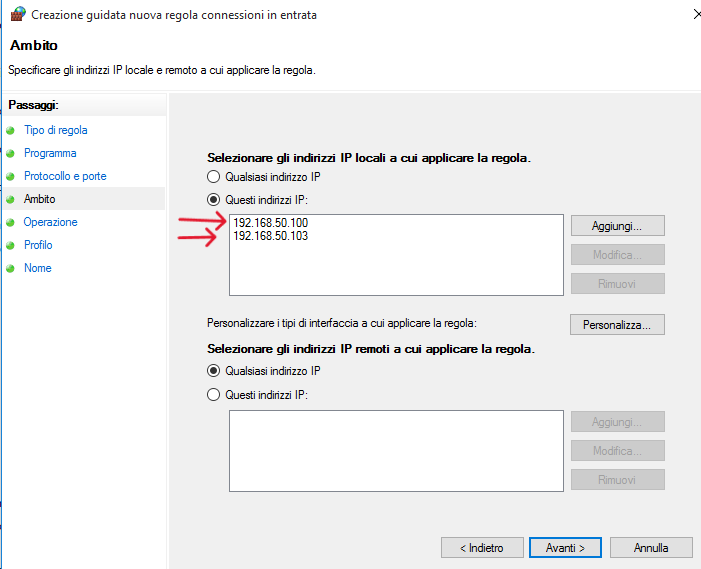 Creazione guidata nuova regola connessioni in entrata
Ambito
Specificare gli indirizzi IP locale e remoto a cui applicare la regola.
Passaggi:
Tipo di regola
Programma
Protocollo e porte
Ambito
Operazione
Profilo
Nome
Selezionare gli indirizzi IP locali a cui applicare la regola.
Qualsiasi indirizzo IP
Questi indirizzi IP:
192.168.50.100
192.168.50.103
Aggiungi...
Modifica...
Rimuovi
Personalizzare i tipi di interfaccia a cui applicare la regola:
Personalizza...
Selezionare gli indirizzi IP remoti a cui applicare la regola.
Qualsiasi indirizzo IP
Questi indirizzi IP:
Aggiungi...
Modifica...
Rimuovi
< Indietro
Avanti >
Annulla